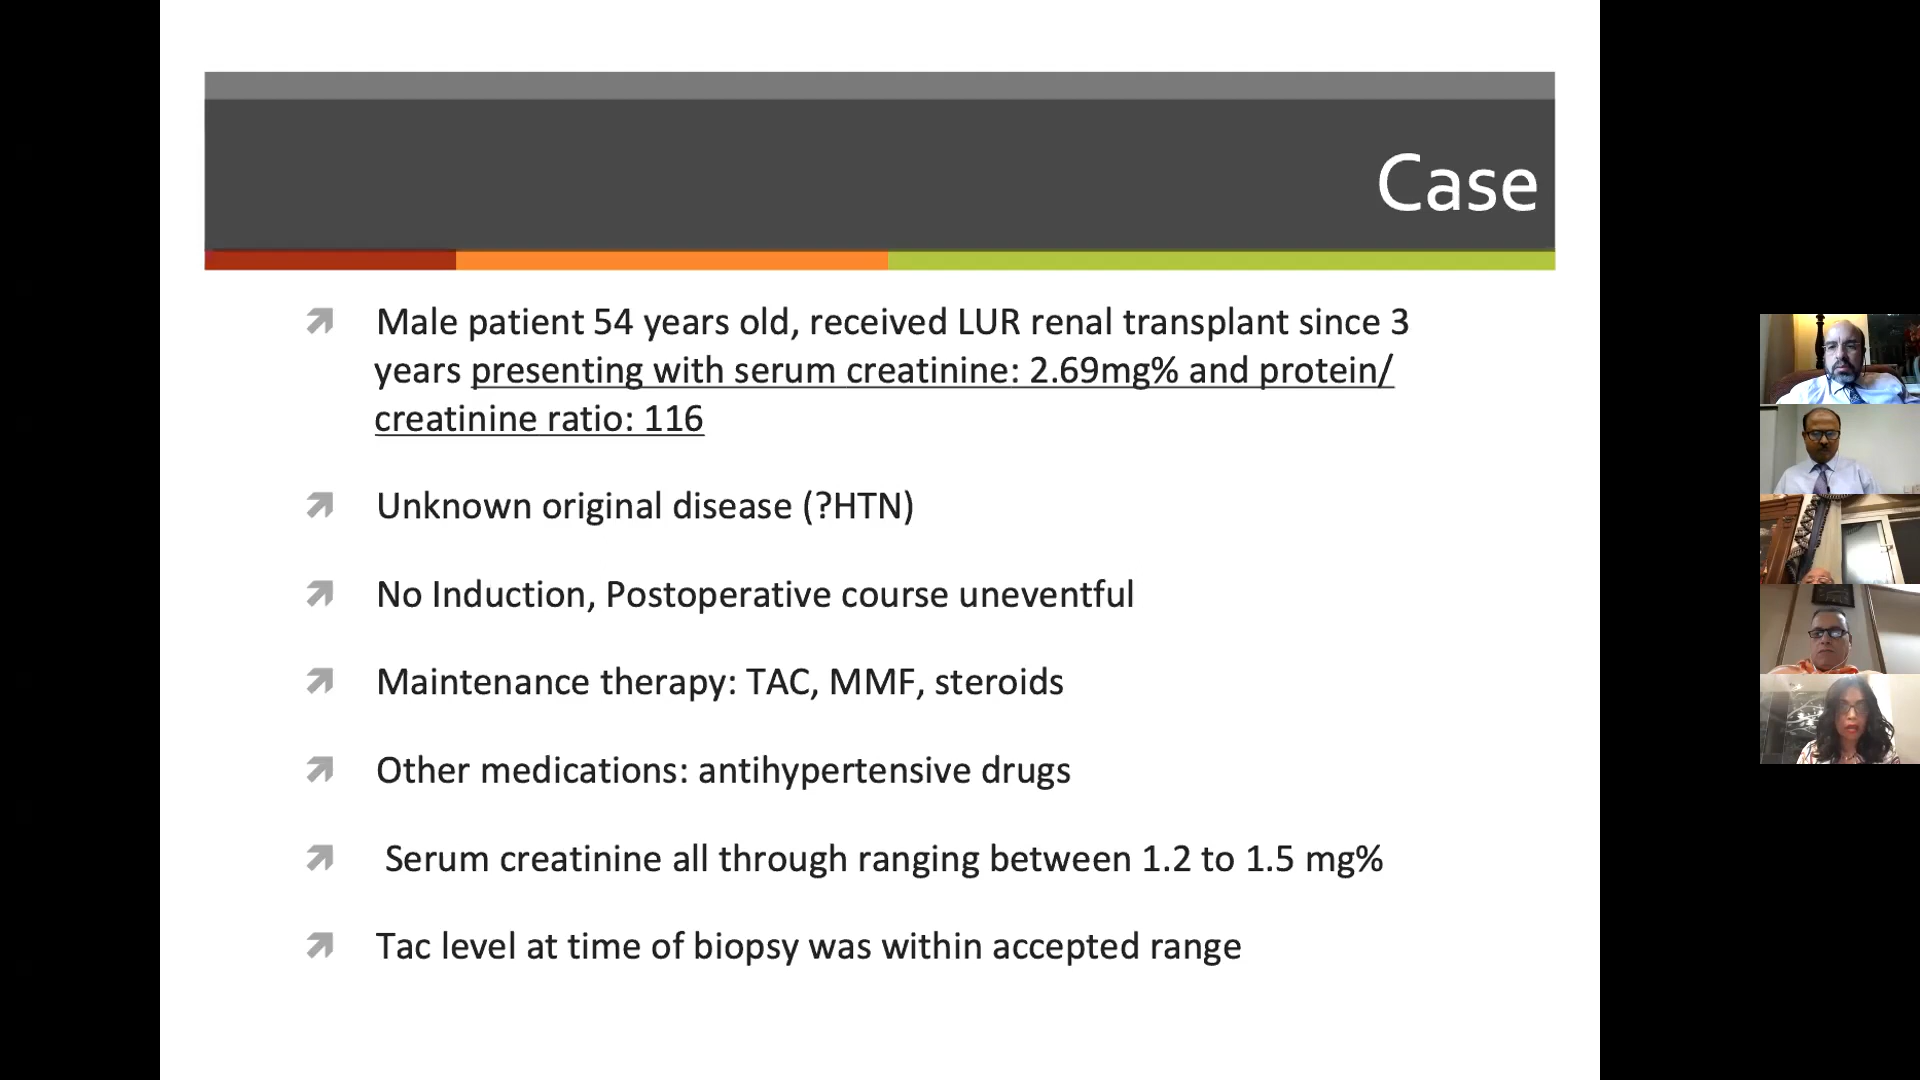 Case
Male patient 54 years old, received LUR renal transplant since 3
years presenting with serum creatinine: 2.69mg% and protein/
creatinine ratio: 116
Unknown original disease (?HTN)
No Induction, Postoperative course uneventful
Maintenance therapy: TAC, MMF, steroids
Other medications: antihypertensive drugs
Serum creatinine all through ranging between 1.2 to 1.5 mg%
Tac level at time of biopsy was within accepted range